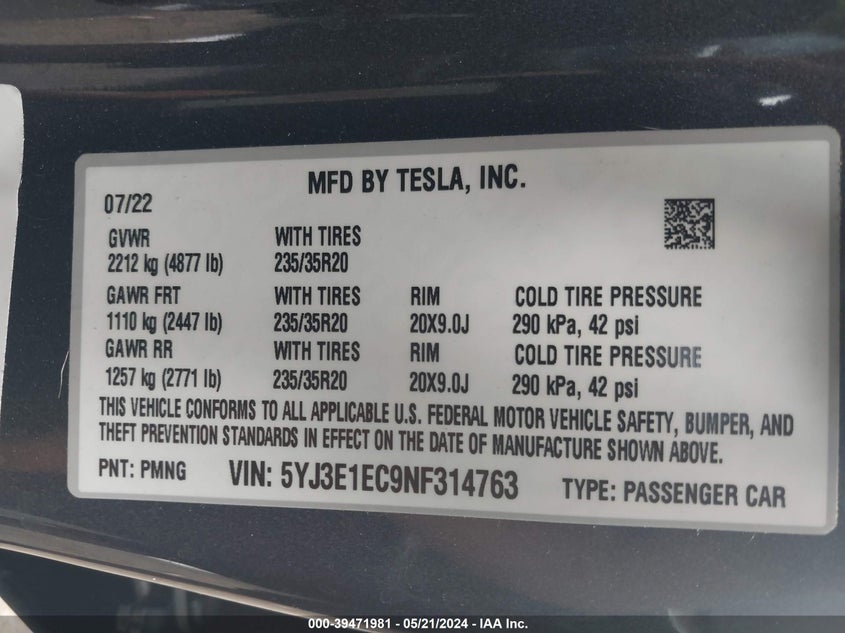 MFD BY TESLA, INC.
07/22
GVWR WITH TIRES
2212 kg (4877 lb) 235/35R20
GAWR FRT WITH TIRES RIM COLD TIRE PRESSURE
1110 kg (2447 lb) 235/35R20 20X9.0J 290 kPa, 42 psi
GAWR RR WITH TIRES RIM COLD TIRE PRESSURE
1257 kg (2771 lb) 235/35R20 20X9.0J 290 kPa, 42 psi
THIS VEHICLE CONFORMS TO ALL APPLICABLE U.S. FEDERAL MOTOR VEHICLE SAFETY, BUMPER, AND
THEFT PREVENTION STANDARDS IN EFFECT ON THE DATE OF MANUFACTURE SHOWN ABOVE.
PNT: PMNG VIN: 5YJ3E1EC9NF314763 TYPE: PASSENGER CAR
000-39471981 - 05/21/2024 - IAA Inc.